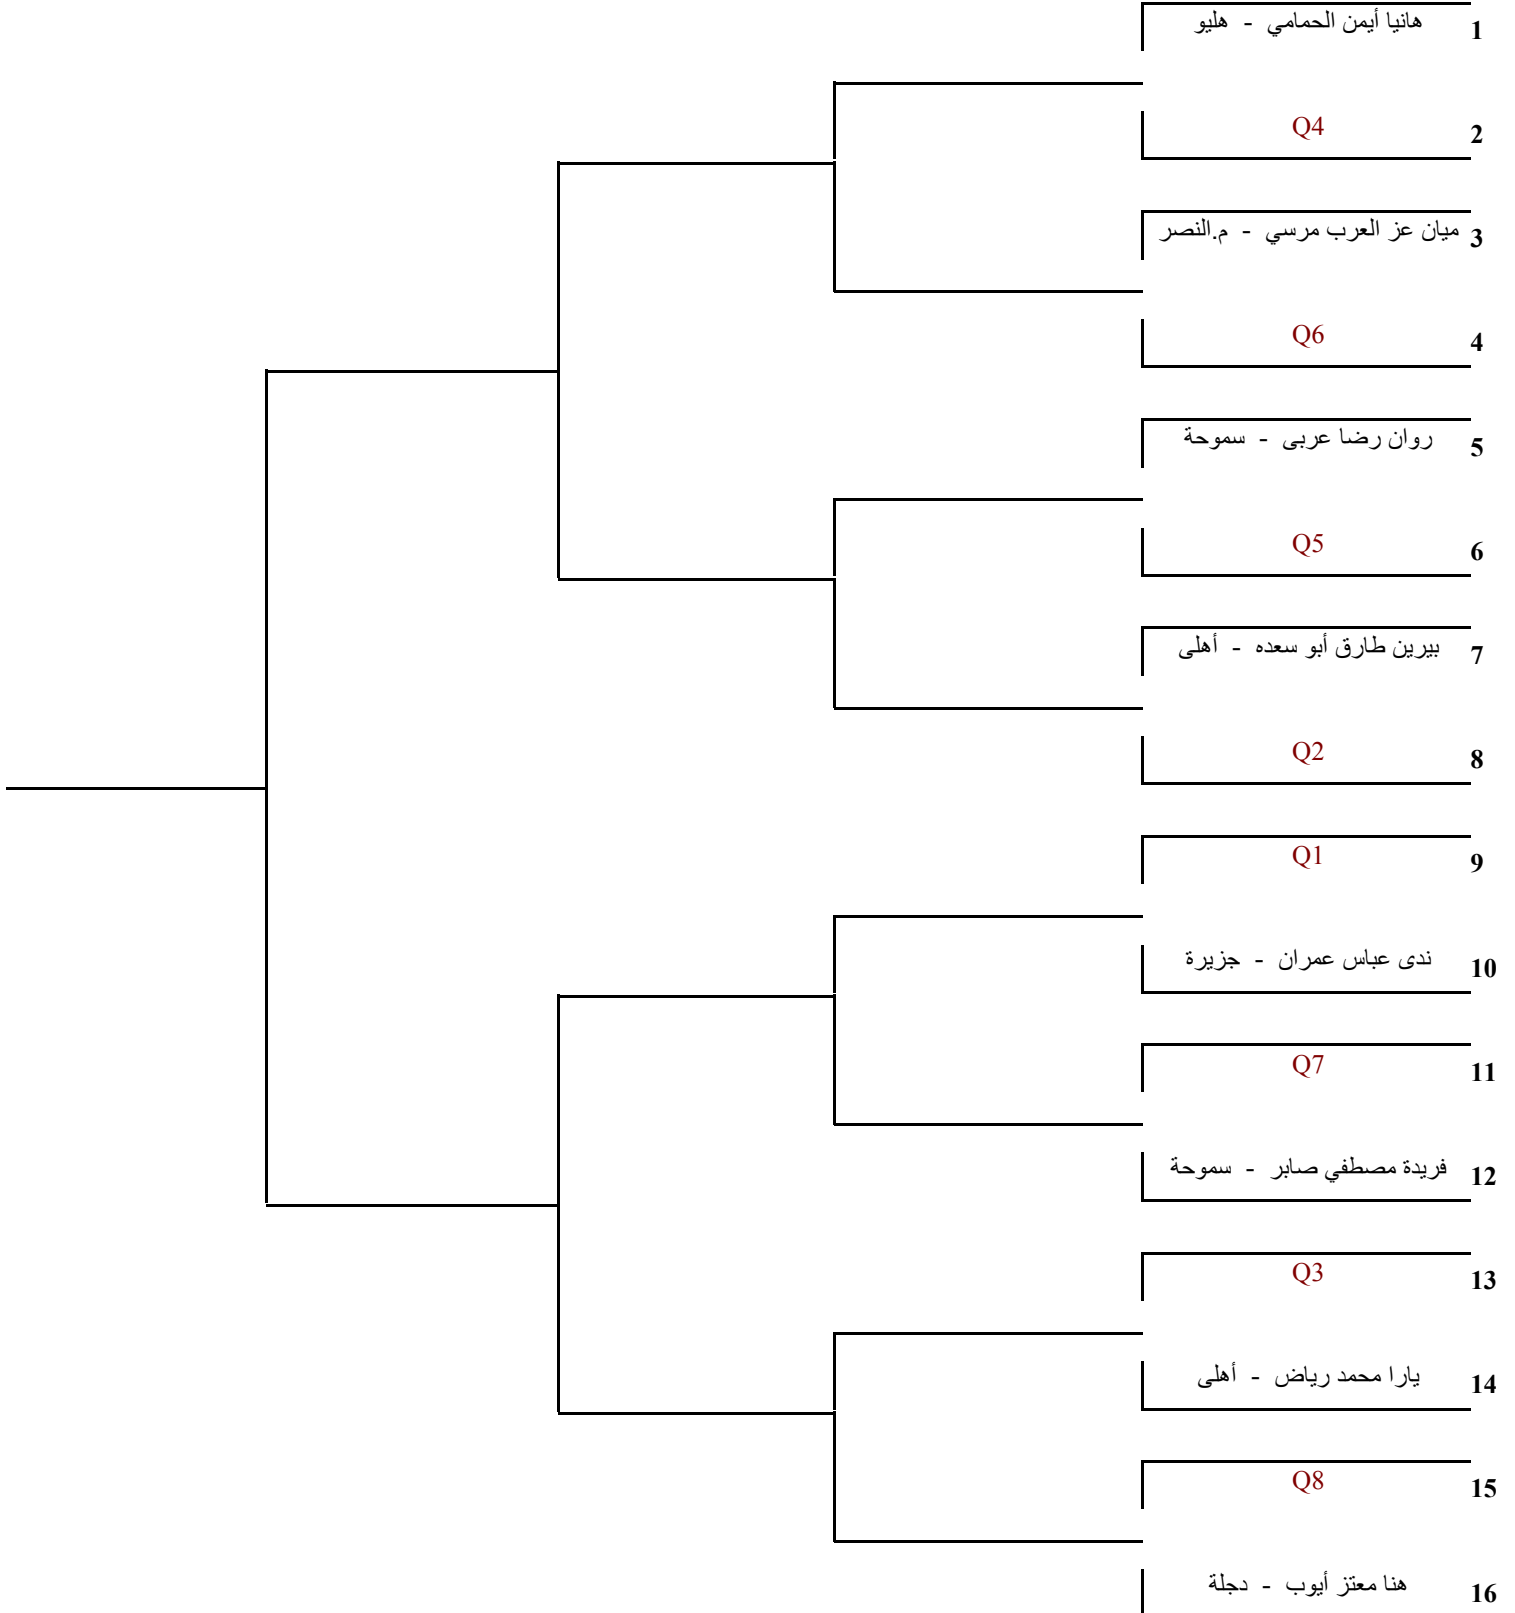 1 هانيا أيمن الحمامي - هليو
2 Q4
3 ميان عز العرب مرسي - م.النصر
4 Q6
5 روان رضا عربى - سموحة
6 Q5
7 بيرين طارق أبو سعده - أهلى
8 Q2
9 Q1
10 ندى عباس عمران - جزيرة
11 Q7
12 فريدة مصطفي صابر - سموحة
13 Q3
14 يارا محمد رياض - أهلى
15 Q8
16 هنا معتز أيوب - دجلة